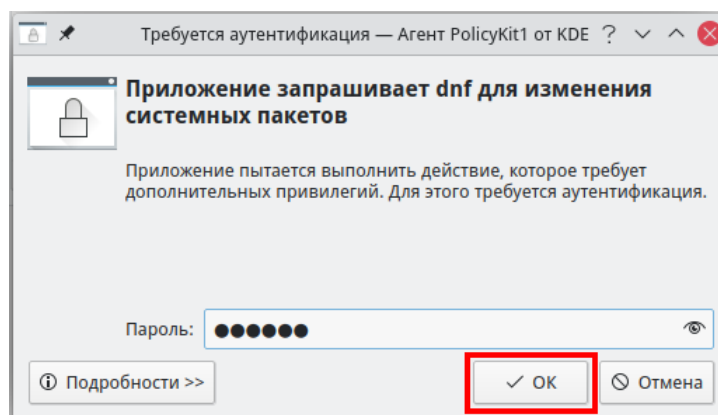 Требуется аутентификация — Агент PolicyKit1 от KDE
Приложение запрашивает dnf для изменения
системных пакетов
Приложение пытается выполнить действие, которое требует
дополнительных привилегий. Для этого требуется аутентификация.
Пароль: ●●●●●●
Подробности >> OK Отмена